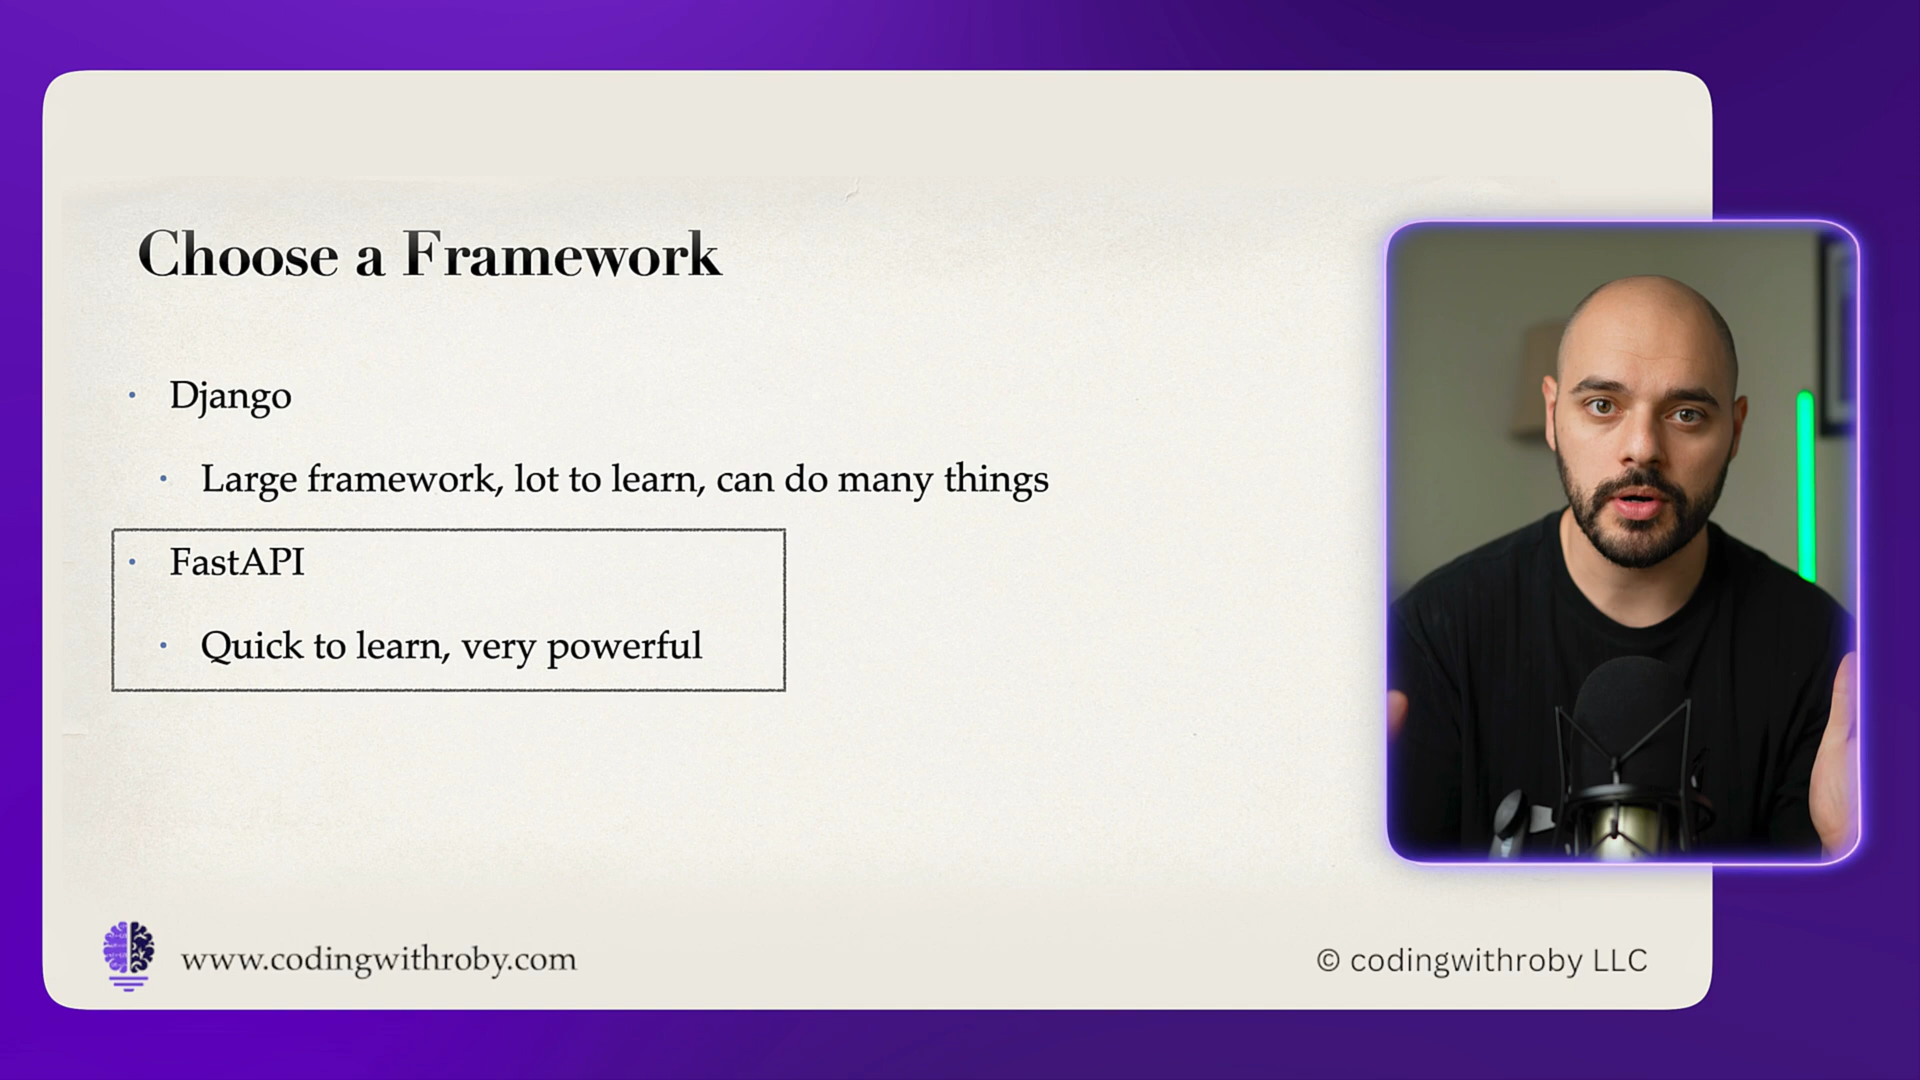 Choose a Framework
Django
Large framework, lot to learn, can do many things
FastAPI
Quick to learn, very powerful
www.codingwithroby.com
© codingwithroby LLC